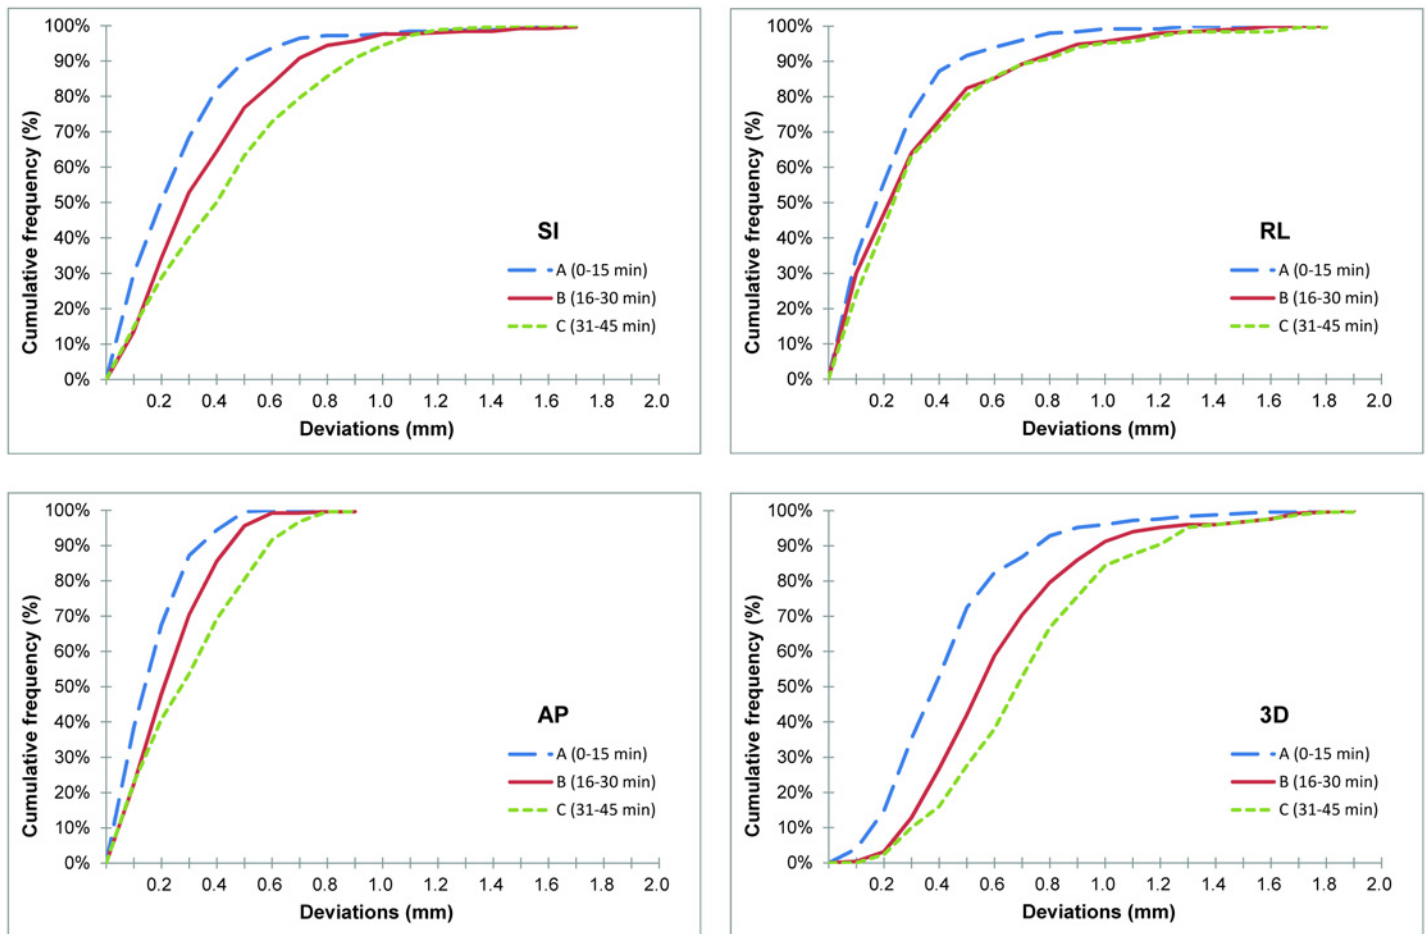 100%
90%
80%
70%
60%
50%
40%
30%
20%
10%
0%
Cumulative frequency (%)
SI
A (0-15 min)
B (16-30 min)
C (31-45 min)
0.2 0.4 0.6 0.8 1.0 1.2 1.4 1.6 1.8 2.0
Deviations (mm)
100%
90%
80%
70%
60%
50%
40%
30%
20%
10%
0%
Cumulative frequency (%)
RL
A (0-15 min)
B (16-30 min)
C (31-45 min)
0.2 0.4 0.6 0.8 1.0 1.2 1.4 1.6 1.8 2.0
Deviations (mm)
100%
90%
80%
70%
60%
50%
40%
30%
20%
10%
0%
Cumulative frequency (%)
AP
A (0-15 min)
B (16-30 min)
C (31-45 min)
0.2 0.4 0.6 0.8 1.0 1.2 1.4 1.6 1.8 2.0
Deviations (mm)
100%
90%
80%
70%
60%
50%
40%
30%
20%
10%
0%
Cumulative frequency (%)
3D
A (0-15 min)
B (16-30 min)
C (31-45 min)
0.2 0.4 0.6 0.8 1.0 1.2 1.4 1.6 1.8 2.0
Deviations (mm)